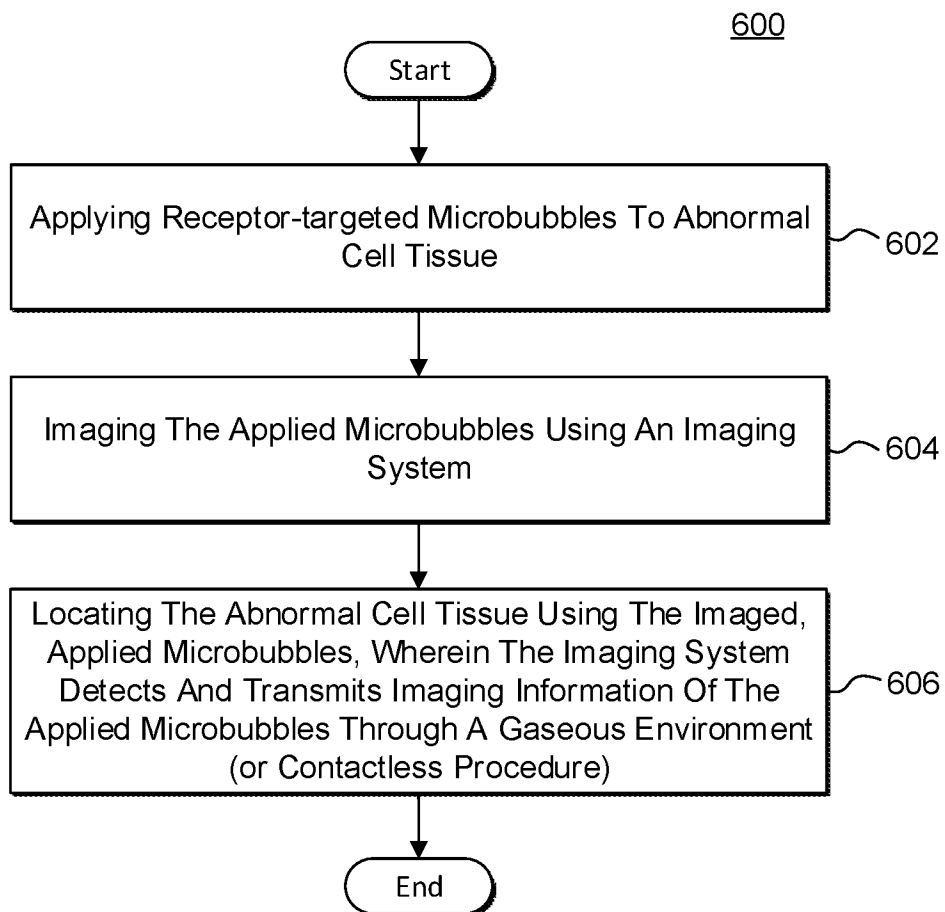 600
Start
Applying Receptor-targeted Microbubbles To Abnormal
Cell Tissue
602
Imaging The Applied Microbubbles Using An Imaging
System
604
Locating The Abnormal Cell Tissue Using The Imaged,
Applied Microbubbles, Wherein The Imaging System
Detects And Transmits Imaging Information Of The
Applied Microbubbles Through A Gaseous Environment
(or Contactless Procedure)
606
End